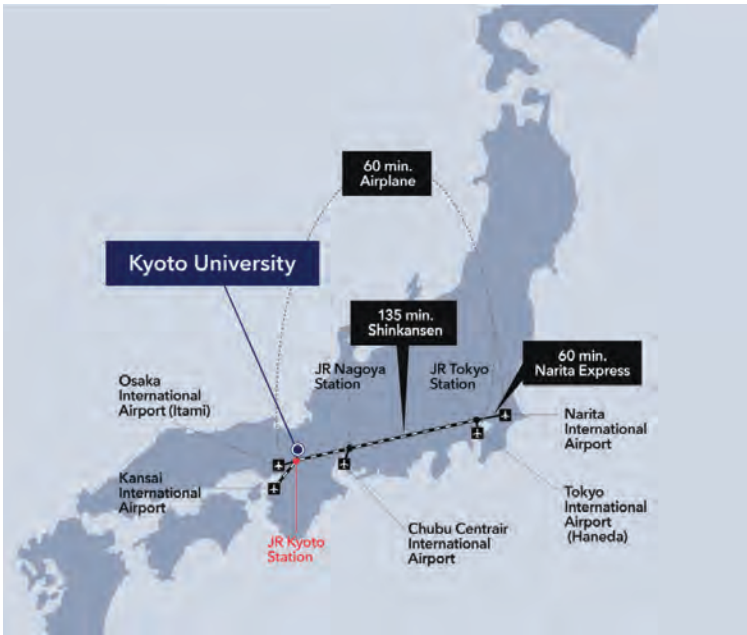 60 min.
Airplane
Kyoto University
135 min.
Shinkansen
JR Nagoya
Station
JR Tokyo
Station
60 min.
Narita Express
Osaka
International
Airport (Itami)
Narita
International
Airport
Kansai
International
Airport
Tokyo
International
Airport
(Haneda)
Chubu Centrair
International
Airport
JR Kyoto
Station